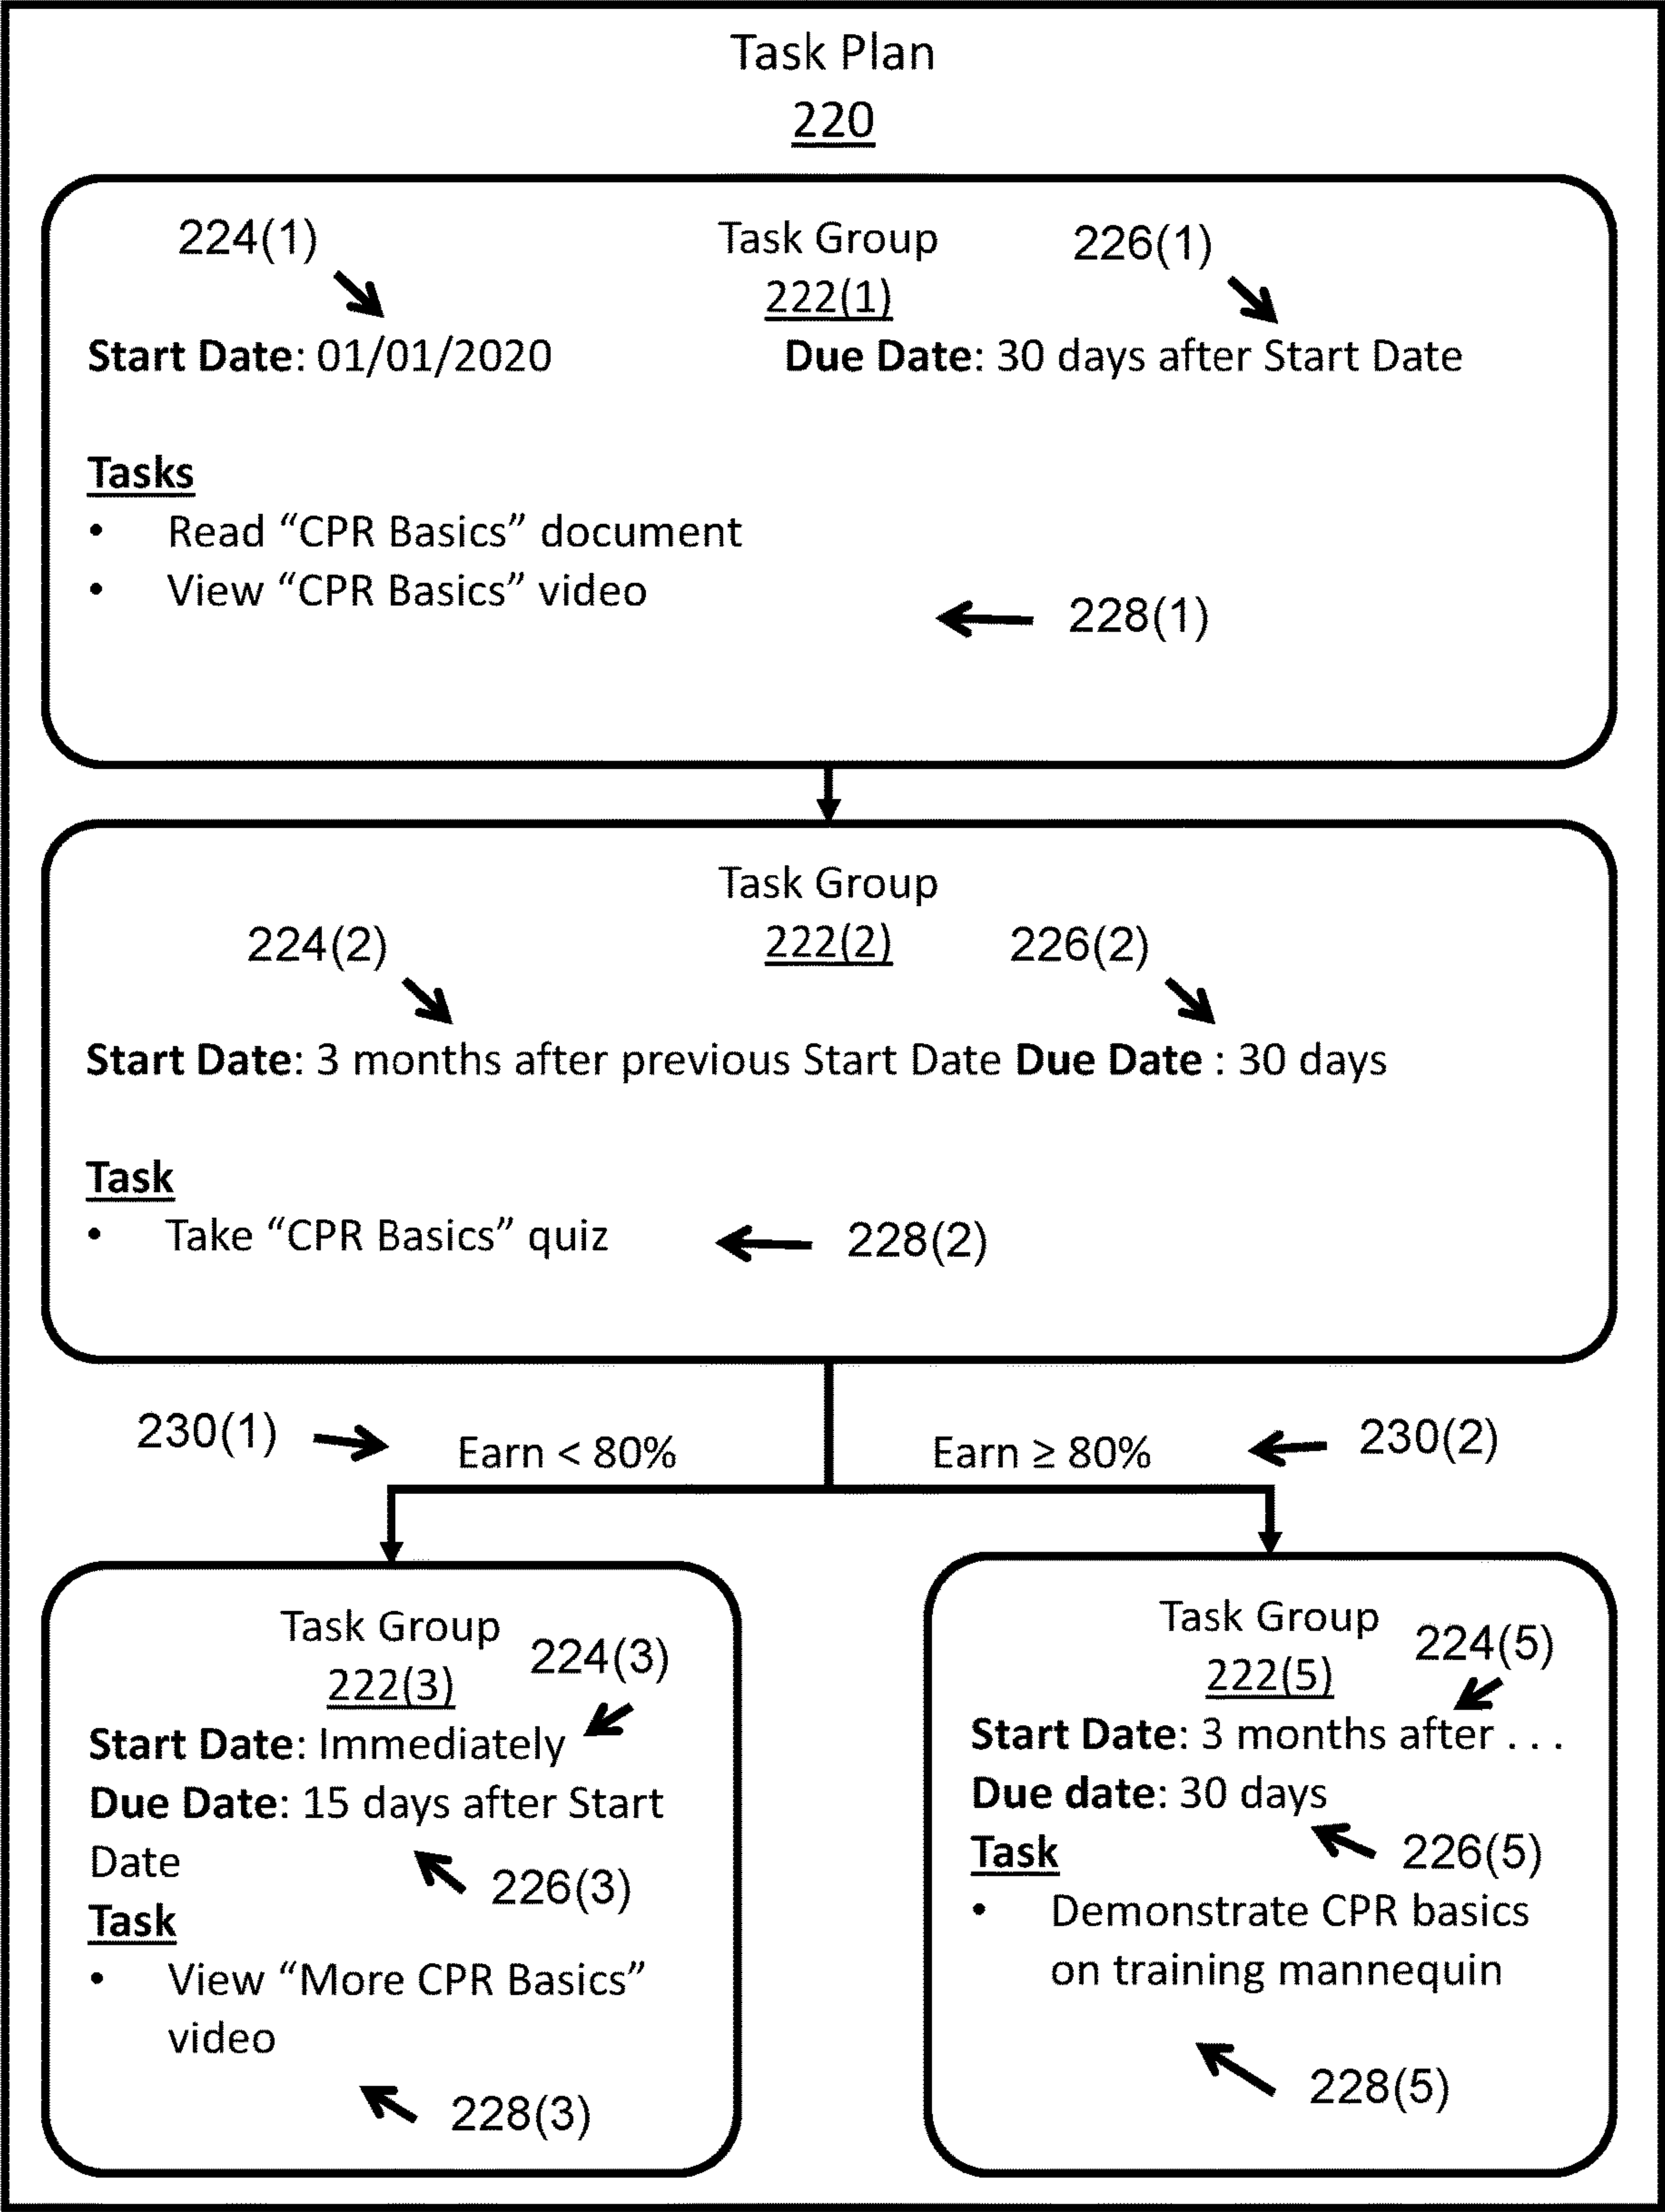 Task Plan
220
224(1)
Task Group
226(1)
222(1)
Start Date: 01/01/2020
Due Date: 30 days after Start Date
Tasks
• Read “CPR Basics” document
• View “CPR Basics” video
228(1)
Task Group
224(2)
222(2)
226(2)
Start Date: 3 months after previous Start Date Due Date : 30 days
Task
• Take “CPR Basics” quiz
228(2)
230(1)
Earn < 80%
Earn ≥ 80%
230(2)
Task Group
222(3)
224(3)
Start Date: Immediately
Due Date: 15 days after Start
Date
226(3)
Task
• View “More CPR Basics”
video
228(3)
Task Group
224(5)
222(5)
Start Date: 3 months after . . .
Due date: 30 days
Task
226(5)
• Demonstrate CPR basics
on training mannequin
228(5)